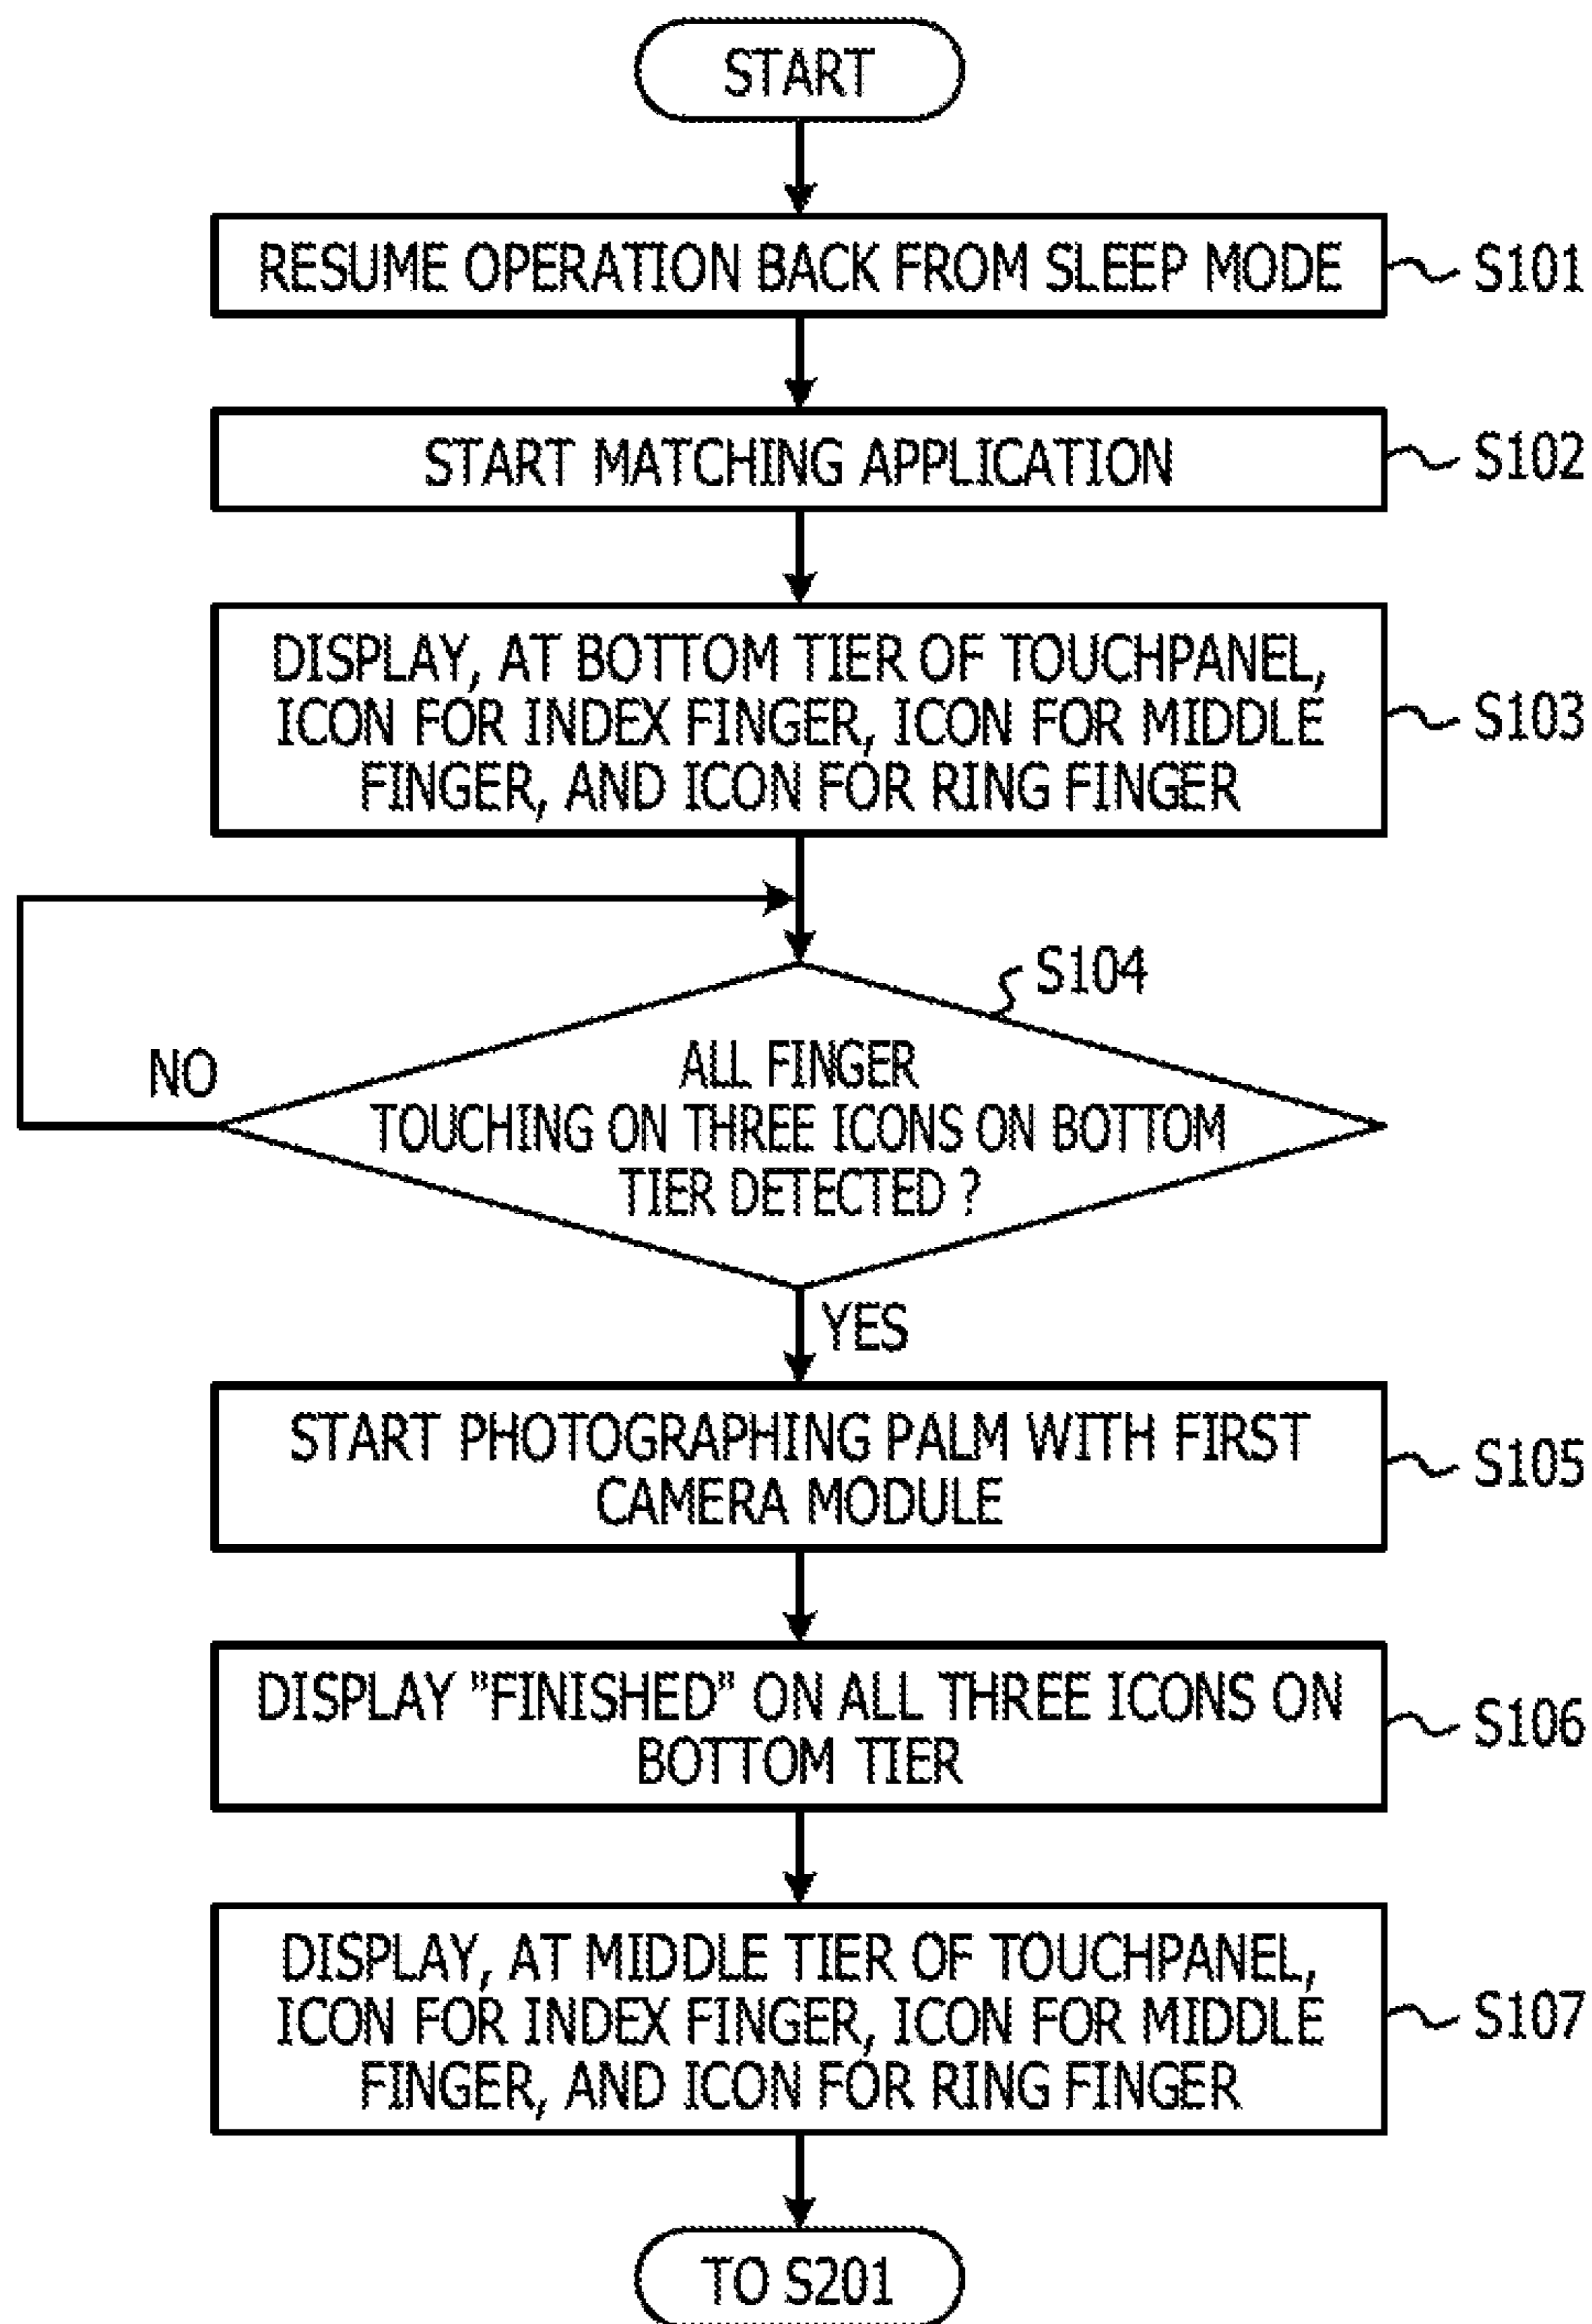 START
RESUME OPERATION BACK FROM SLEEP MODE
S101
START MATCHING APPLICATION
S102
DISPLAY, AT BOTTOM TIER OF TOUCHPANEL,
ICON FOR INDEX FINGER, ICON FOR MIDDLE
FINGER, AND ICON FOR RING FINGER
S103
S104
NO
ALL FINGER
TOUCHING ON THREE ICONS ON BOTTOM
TIER DETECTED ?
YES
START PHOTOGRAPHING PALM WITH FIRST
CAMERA MODULE
S105
DISPLAY "FINISHED" ON ALL THREE ICONS ON
BOTTOM TIER
S106
DISPLAY, AT MIDDLE TIER OF TOUCHPANEL,
ICON FOR INDEX FINGER, ICON FOR MIDDLE
FINGER, AND ICON FOR RING FINGER
S107
TO S201